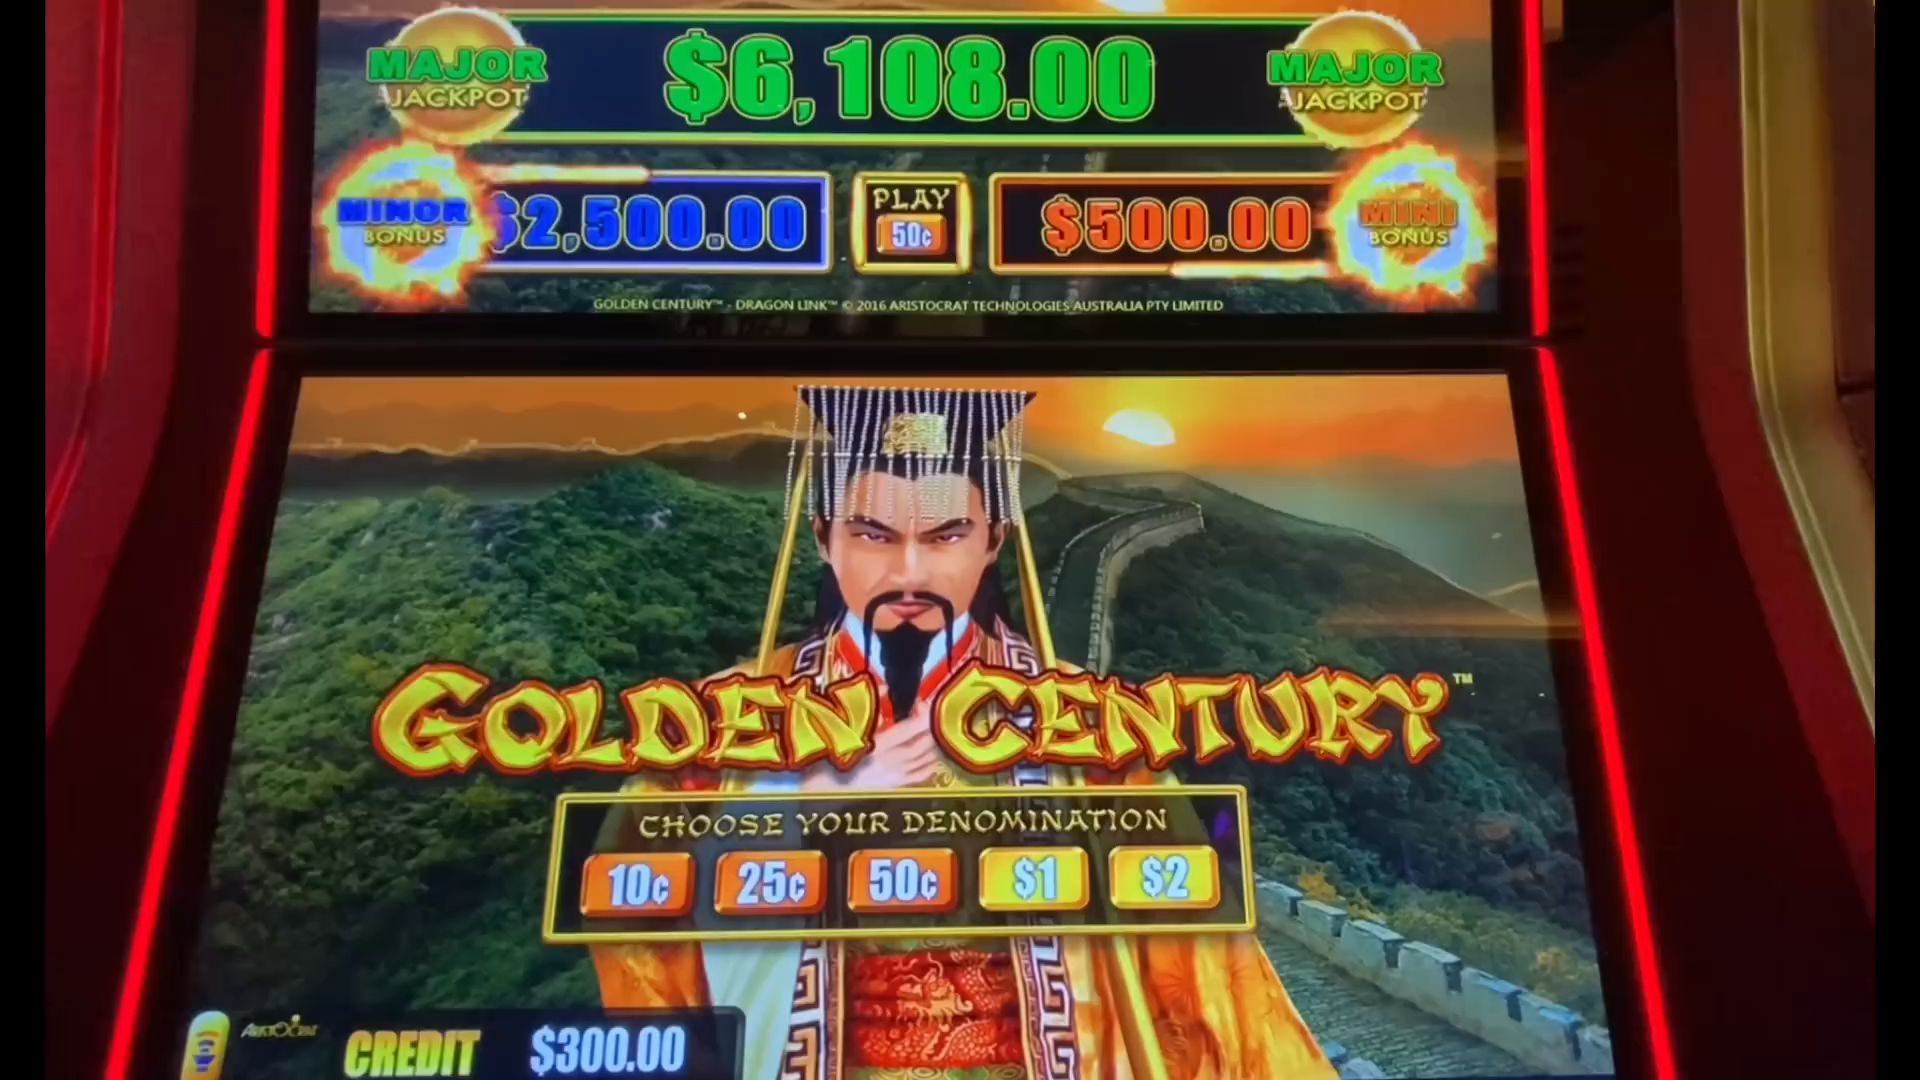 MAJOR
JACKPOT
$6,108.00
MAJOR
JACKPOT
MINOR
BONUS
$2,500.00
PLAY
50¢
$500.00
MINI
BONUS
GOLDEN CENTURY™ - DRAGON LINK™ © 2016 ARISTOCRAT TECHNOLOGIES AUSTRALIA PTY LIMITED
GOLDEN CENTURY™
CHOOSE YOUR DENOMINATION
10¢ 25¢ 50¢ $1 $2
ARISTOCRAT
CREDIT $300.00